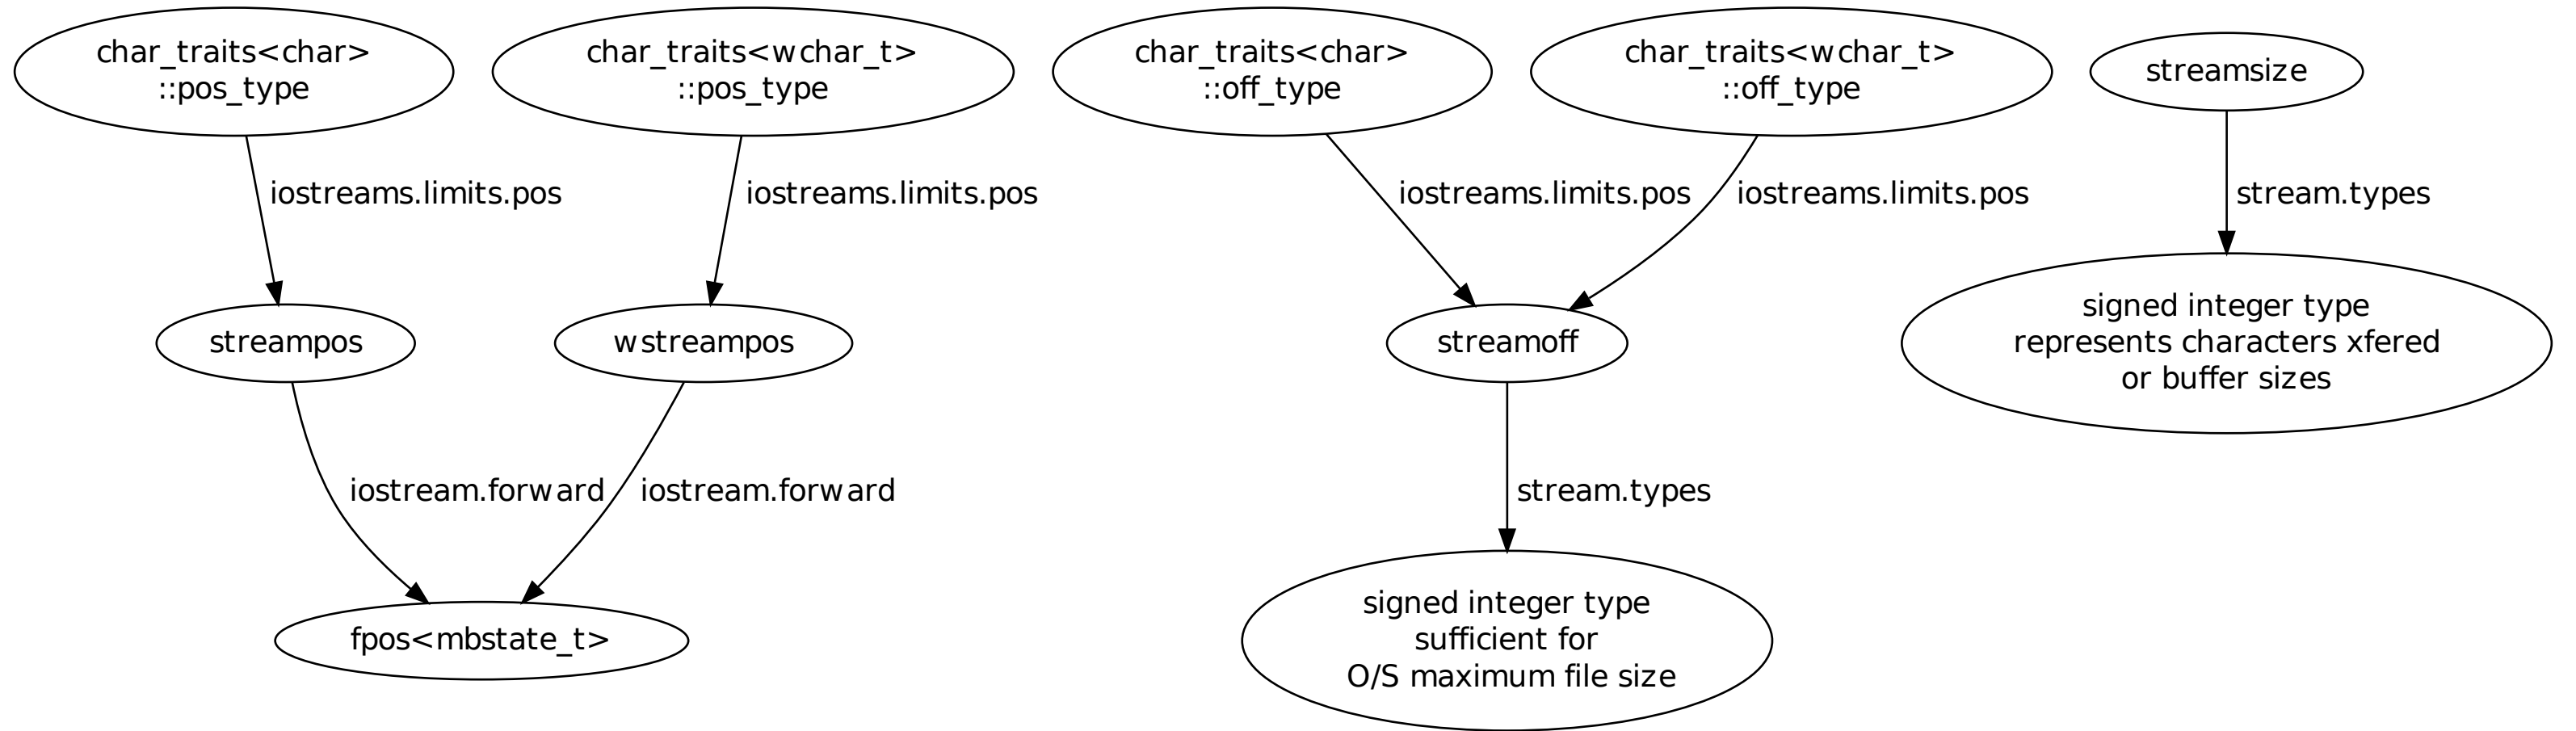 char_traits<char>
::pos_type
char_traits<wchar_t>
::pos_type
char_traits<char>
::off_type
char_traits<wchar_t>
::off_type
streamsize
iostreams.limits.pos
iostreams.limits.pos
iostreams.limits.pos
iostreams.limits.pos
stream.types
streampos
wstreampos
streamoff
signed integer type
represents characters xfered
or buffer sizes
iostream.forward
iostream.forward
stream.types
fpos<mbstate_t>
signed integer type
sufficient for
O/S maximum file size